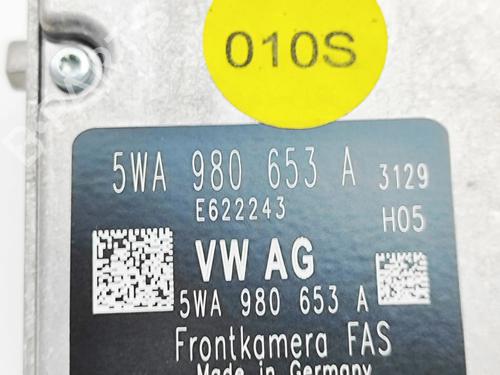 010S
5WA 980 653 A 3129
E622243 H05
VW AG
5WA 980 653 A
Frontkamera FAS
Made in Germany